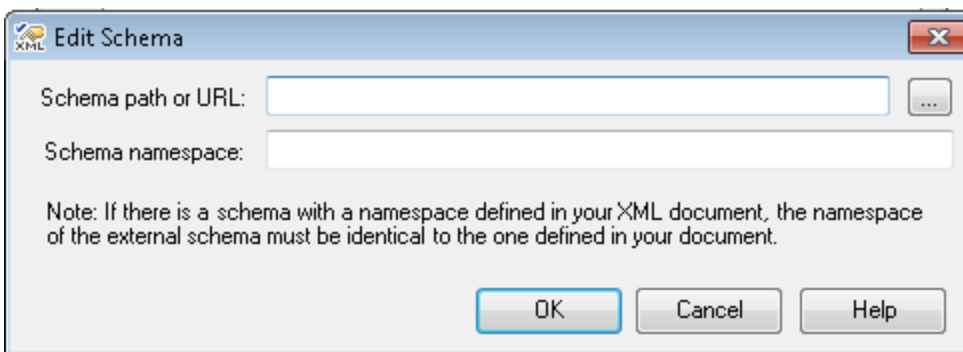 XML Edit Schema
Schema path or URL:
...
Schema namespace:
Note: If there is a schema with a namespace defined in your XML document, the namespace
of the external schema must be identical to the one defined in your document.
OK Cancel Help